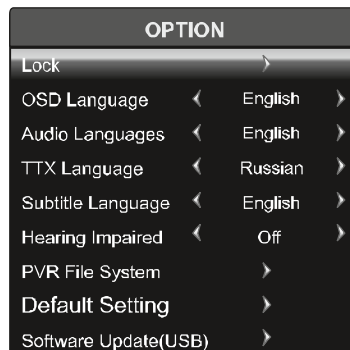 OPTION
Lock
OSD Language English
Audio Languages English
TTX Language Russian
Subtitle Language English
Hearing Impaired Off
PVR File System
Default Setting
Software Update(USB)